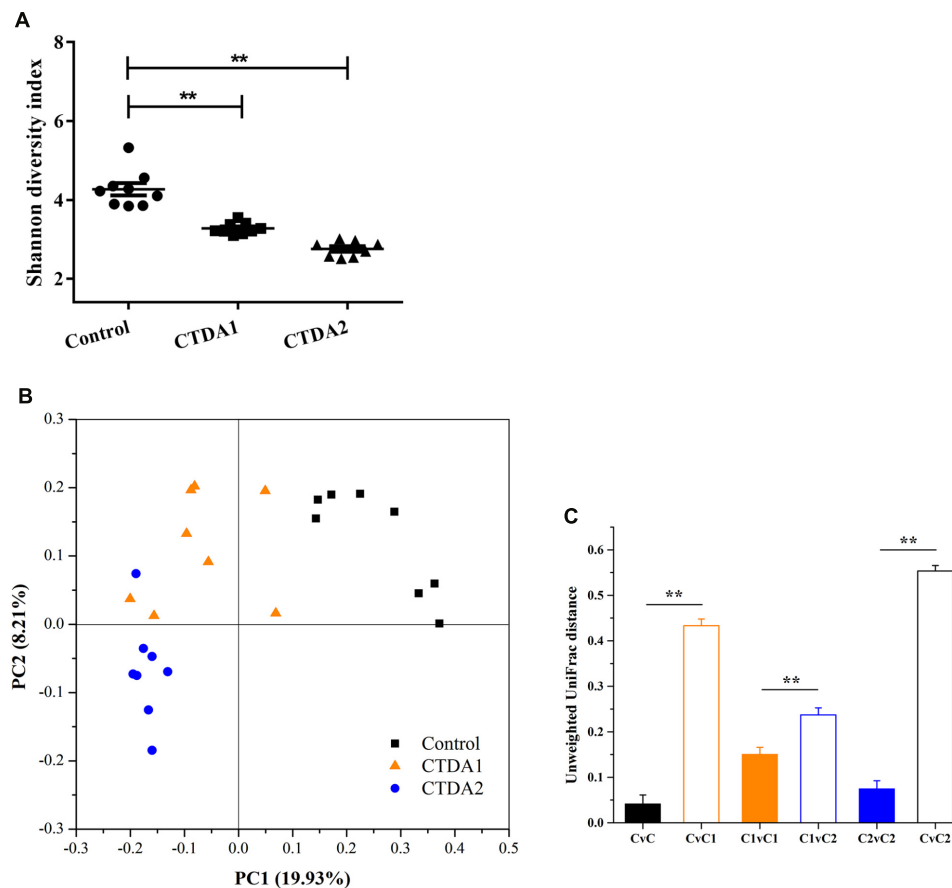 A
Shannon diversity index
8
6
4
2
**
**
Control
CTDA1
CTDA2
B
PC2 (8.21%)
0.3
0.2
0.1
0.0
-0.1
-0.2
-0.3
Control
CTDA1
CTDA2
-0.3 -0.2 -0.1 0.0 0.1 0.2 0.3 0.4 0.5
PC1 (19.93%)
C
Unweighted UniFrac distance
0.6
0.5
0.4
0.3
0.2
0.1
0.0
**
**
**
CvC CvC1 C1vC1 C1vC2 C2vC2 CvC2